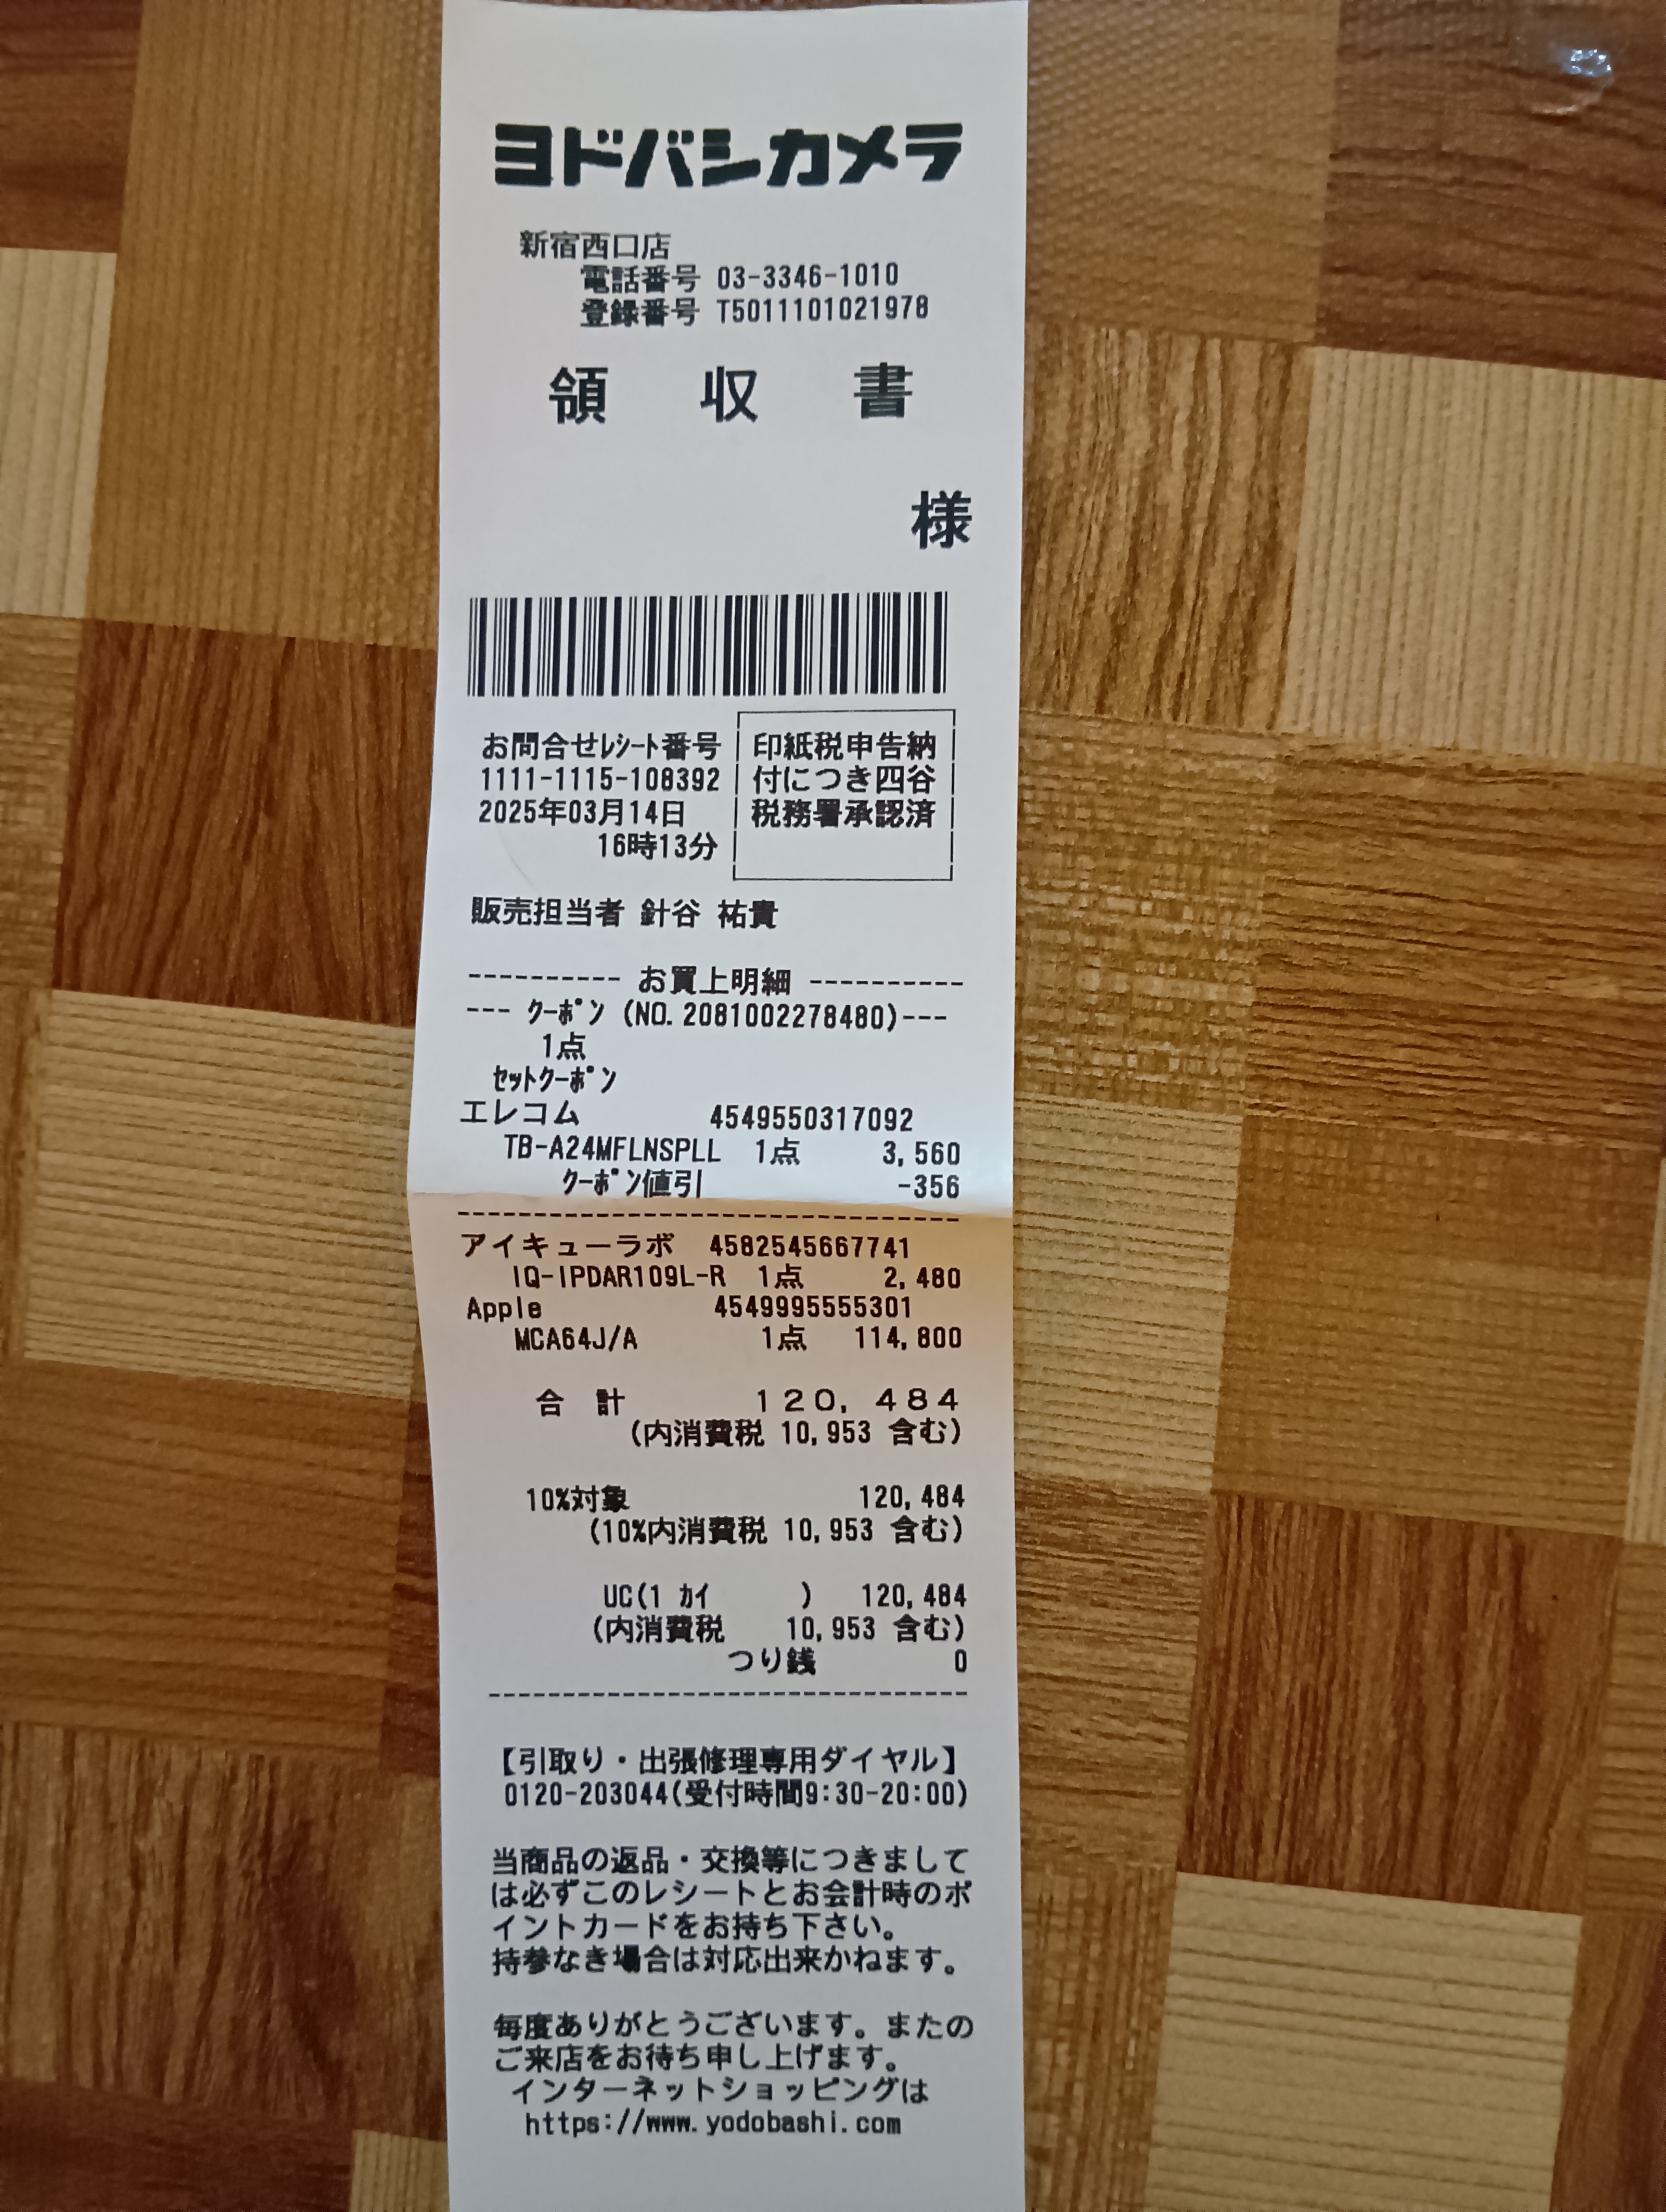 ヨドバシカメラ
新宿西口店
電話番号 03-3346-1010
登録番号 T5011101021978
領 収 書
様
お問合せﾚｼｰﾄ番号
1111-1115-108392
2025年03月14日
16時13分
印紙税申告納
付につき四谷
税務署承認済
販売担当者 針谷 祐貴
---------- お買上明細 ----------
--- ｸｰﾎﾟﾝ (NO.2081002278480)---
1点
ｾｯﾄｸｰﾎﾟﾝ
エレコム 4549550317092
TB-A24MFLNSPLL 1点 3,560
ｸｰﾎﾟﾝ値引 -356
--------------------------------
アイキューラボ 4582545667741
IQ-IPDAR109L-R 1点 2,480
Apple 4549995555301
MCA64J/A 1点 114,800
合 計 120,484
(内消費税 10,953 含む)
10%対象 120,484
(10%内消費税 10,953 含む)
UC(1 ｶｲ ) 120,484
(内消費税 10,953 含む)
つり銭 0
--------------------------------
【引取り・出張修理専用ダイヤル】
0120-203044(受付時間9:30-20:00)
当商品の返品・交換等につきまして
は必ずこのレシートとお会計時のポ
イントカードをお持ち下さい。
持参なき場合は対応出来かねます。
毎度ありがとうございます。またの
ご来店をお待ち申し上げます。
インターネットショッピングは
https://www.yodobashi.com